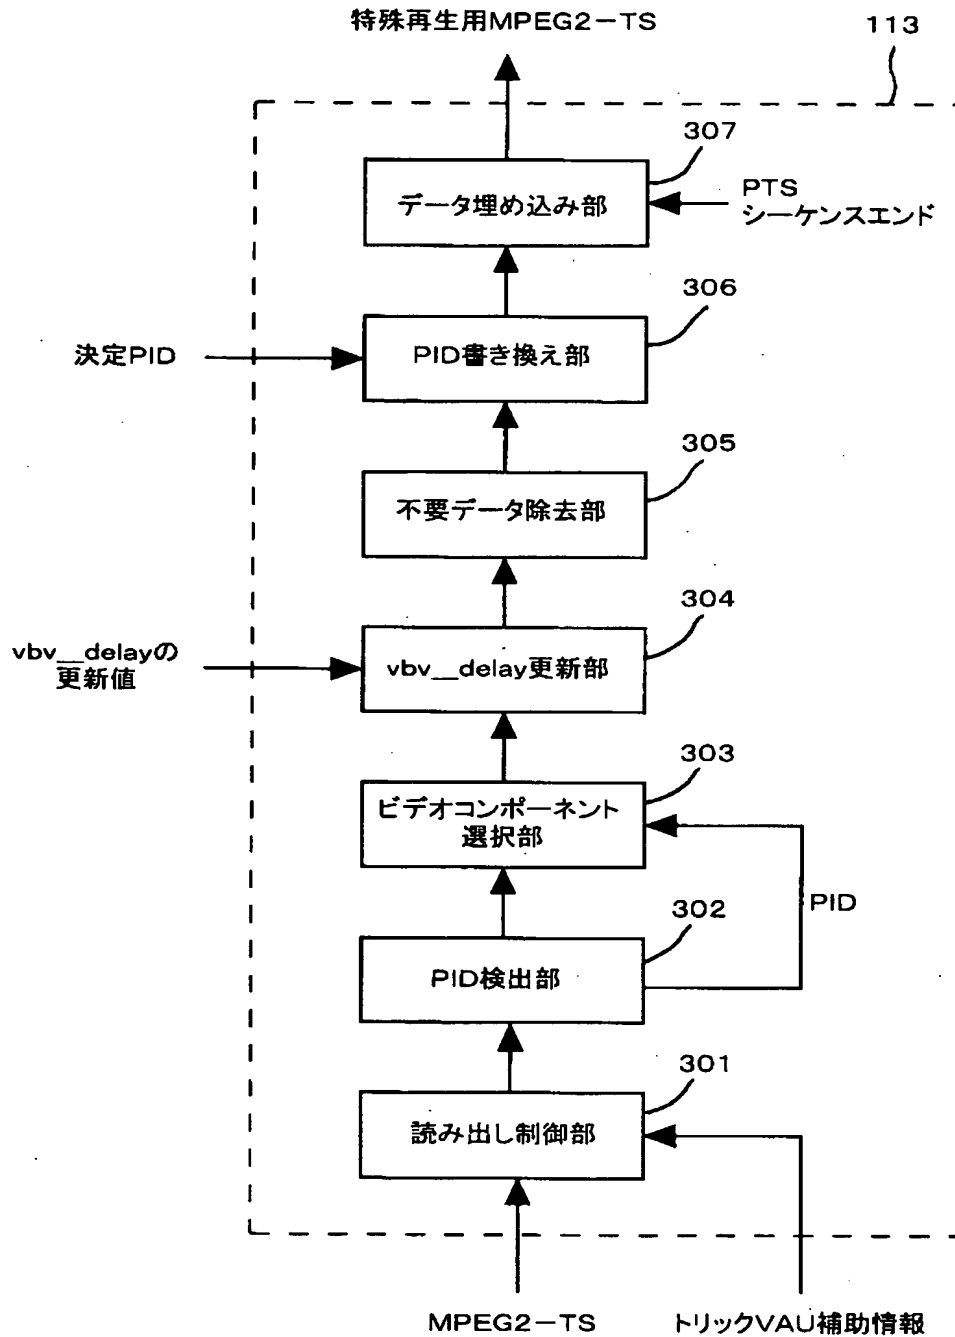 特殊再生用MPEG2-TS
113
307
データ埋め込み部
PTS
シーケンスエンド
306
決定PID
PID書き換え部
305
不要データ除去部
304
vbv__delayの
更新値
vbv__delay更新部
303
ビデオコンポーネント
選択部
PID
302
PID検出部
301
読み出し制御部
MPEG2-TS
トリックVAU補助情報